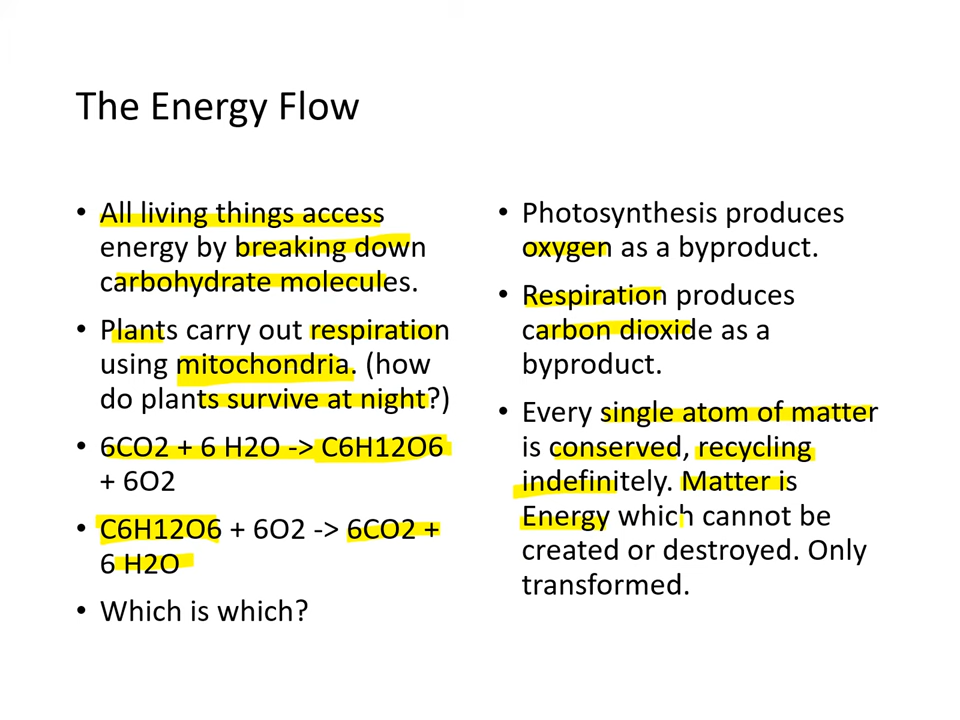 The Energy Flow
• All living things access
energy by breaking down
carbohydrate molecules.
• Plants carry out respiration
using mitochondria. (how
do plants survive at night?)
• 6CO2 + 6 H2O -> C6H12O6
+ 6O2
• C6H12O6 + 6O2 -> 6CO2 +
6 H2O
• Which is which?
• Photosynthesis produces
oxygen as a byproduct.
• Respiration produces
carbon dioxide as a
byproduct.
• Every single atom of matter
is conserved, recycling
indefinitely. Matter is
Energy which cannot be
created or destroyed. Only
transformed.